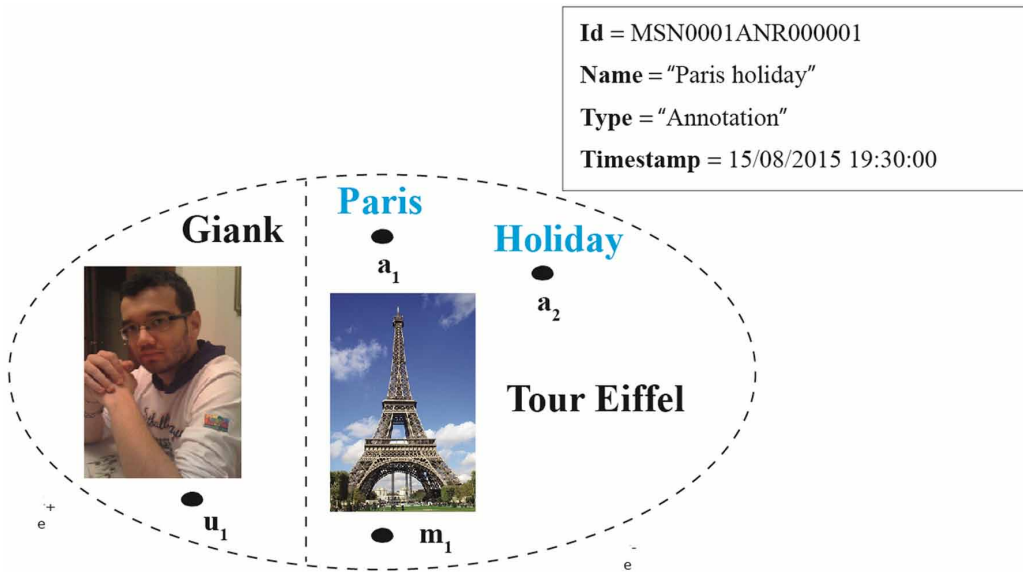 Id = MSN0001ANR000001
Name = “Paris holiday”
Type = “Annotation”
Timestamp = 15/08/2015 19:30:00
Paris
Giank
Holiday
a1
a2
Tour Eiffel
u1
m1
e+
e-